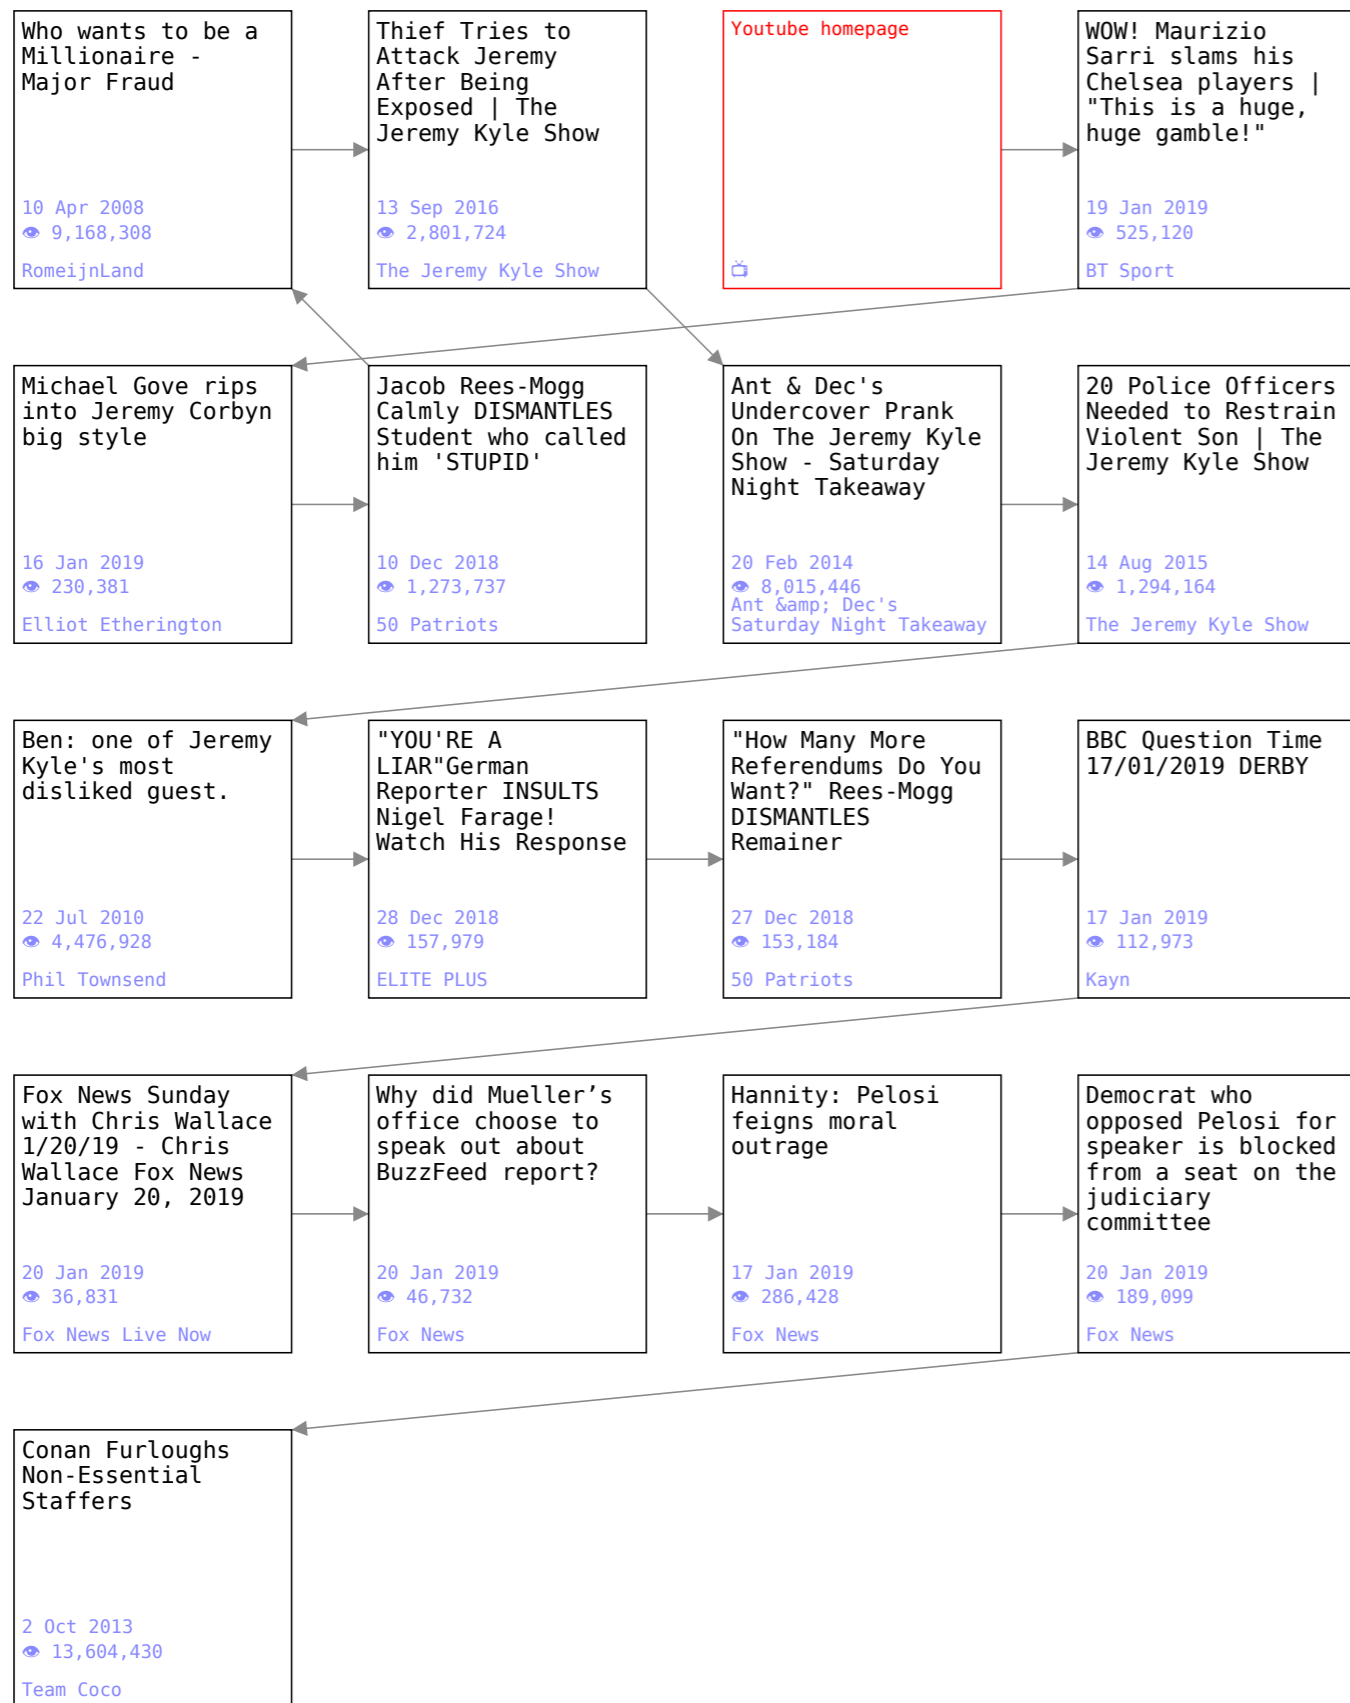 Who wants to be a
Millionaire -
Major Fraud
10 Apr 2008
👁 9,168,308
RomeijnLand
Thief Tries to
Attack Jeremy
After Being
Exposed | The
Jeremy Kyle Show
13 Sep 2016
👁 2,801,724
The Jeremy Kyle Show
Youtube homepage
📺
WOW! Maurizio
Sarri slams his
Chelsea players |
"This is a huge,
huge gamble!"
19 Jan 2019
👁 525,120
BT Sport
Michael Gove rips
into Jeremy Corbyn
big style
16 Jan 2019
👁 230,381
Elliot Etherington
Jacob Rees-Mogg
Calmly DISMANTLES
Student who called
him 'STUPID'
10 Dec 2018
👁 1,273,737
50 Patriots
Ant & Dec's
Undercover Prank
On The Jeremy Kyle
Show - Saturday
Night Takeaway
20 Feb 2014
👁 8,015,446
Ant &amp; Dec's
Saturday Night Takeaway
20 Police Officers
Needed to Restrain
Violent Son | The
Jeremy Kyle Show
14 Aug 2015
👁 1,294,164
The Jeremy Kyle Show
Ben: one of Jeremy
Kyle's most
disliked guest.
22 Jul 2010
👁 4,476,928
Phil Townsend
"YOU'RE A
LIAR"German
Reporter INSULTS
Nigel Farage!
Watch His Response
28 Dec 2018
👁 157,979
ELITE PLUS
"How Many More
Referendums Do You
Want?" Rees-Mogg
DISMANTLES
Remainer
27 Dec 2018
👁 153,184
50 Patriots
BBC Question Time
17/01/2019 DERBY
17 Jan 2019
👁 112,973
Kayn
Fox News Sunday
with Chris Wallace
1/20/19 - Chris
Wallace Fox News
January 20, 2019
20 Jan 2019
👁 36,831
Fox News Live Now
Why did Mueller’s
office choose to
speak out about
BuzzFeed report?
20 Jan 2019
👁 46,732
Fox News
Hannity: Pelosi
feigns moral
outrage
17 Jan 2019
👁 286,428
Fox News
Democrat who
opposed Pelosi for
speaker is blocked
from a seat on the
judiciary
committee
20 Jan 2019
👁 189,099
Fox News
Conan Furloughs
Non-Essential
Staffers
2 Oct 2013
👁 13,604,430
Team Coco